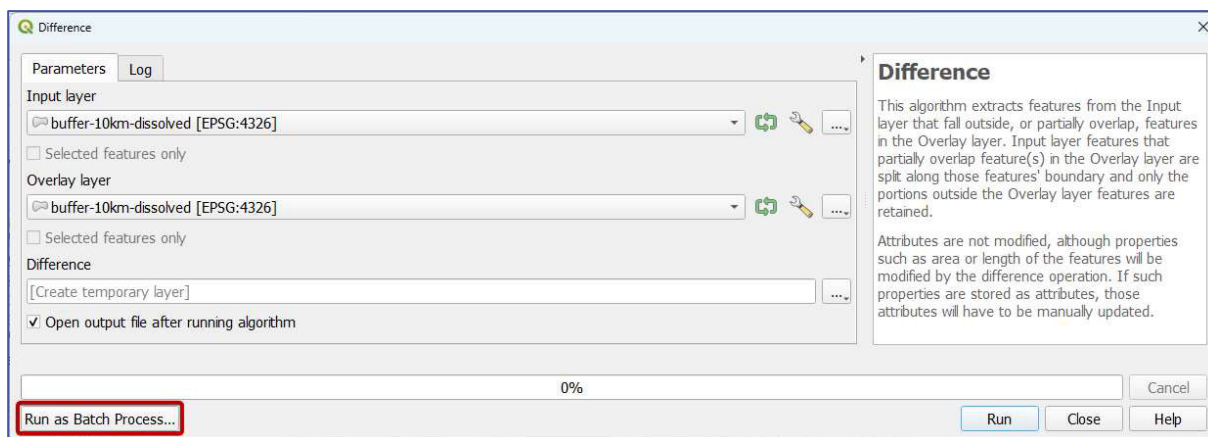 Difference
Parameters
Log
Input layer
buffer-10km-dissolved [EPSG:4326]
...
Selected features only
Overlay layer
buffer-10km-dissolved [EPSG:4326]
...
Selected features only
Difference
[Create temporary layer]
...
Open output file after running algorithm
Difference
This algorithm extracts features from the Input
layer that fall outside, or partially overlap, features
in the Overlay layer. Input layer features that
partially overlap feature(s) in the Overlay layer are
split along those features' boundary and only the
portions outside the Overlay layer features are
retained.
Attributes are not modified, although properties
such as area or length of the features will be
modified by the difference operation. If such
properties are stored as attributes, those
attributes will have to be manually updated.
0%
Cancel
Run as Batch Process...
Run
Close
Help